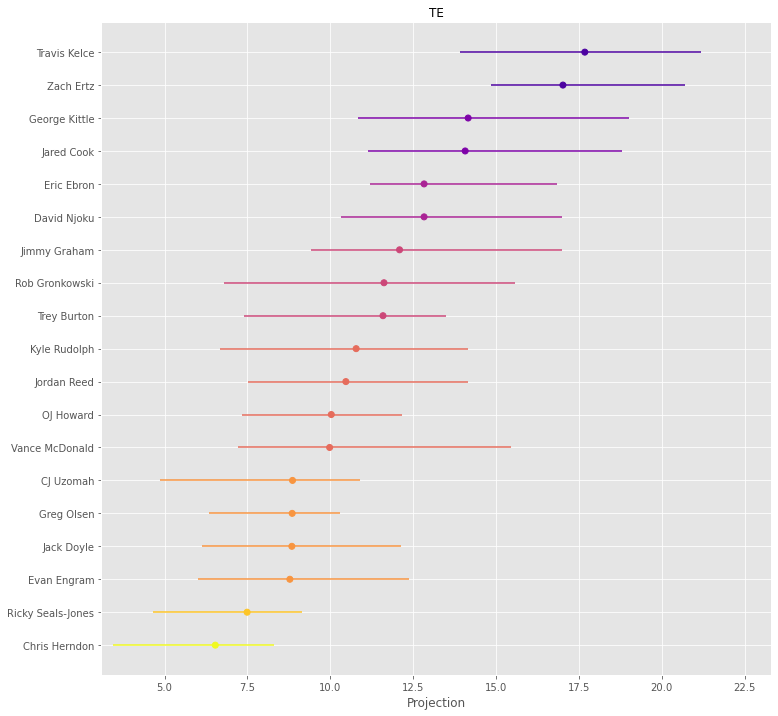 TE
Travis Kelce
Zach Ertz
George Kittle
Jared Cook
Eric Ebron
David Njoku
Jimmy Graham
Rob Gronkowski
Trey Burton
Kyle Rudolph
Jordan Reed
OJ Howard
Vance McDonald
CJ Uzomah
Greg Olsen
Jack Doyle
Evan Engram
Ricky Seals-Jones
Chris Herndon
5.0 7.5 10.0 12.5 15.0 17.5 20.0 22.5
Projection